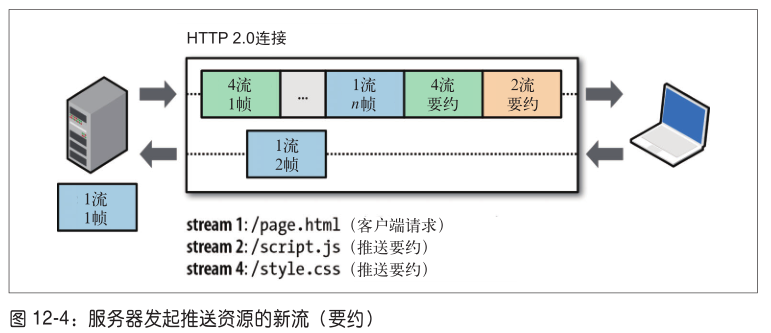 HTTP 2.0连接
4流
1帧
...
1流
n帧
4流
要约
2流
要约
1流
2帧
1流
1帧
stream 1: /page.html（客户端请求）
stream 2: /script.js（推送要约）
stream 4: /style.css（推送要约）
图 12-4：服务器发起推送资源的新流（要约）